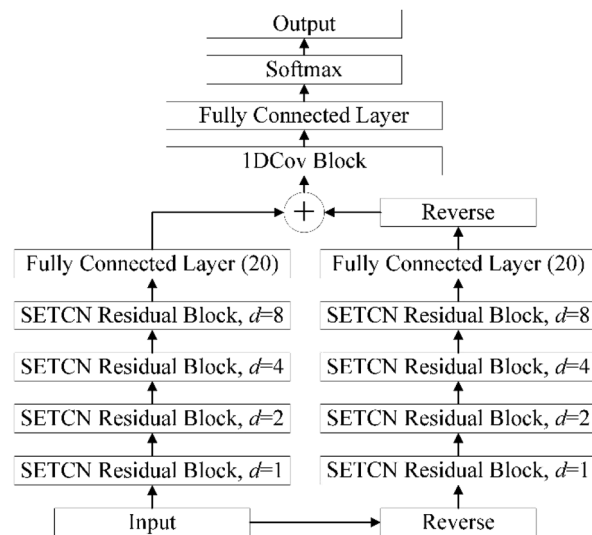 Output
Softmax
Fully Connected Layer
1DCov Block
+
Reverse
Fully Connected Layer (20)
Fully Connected Layer (20)
SETCN Residual Block, d=8
SETCN Residual Block, d=8
SETCN Residual Block, d=4
SETCN Residual Block, d=4
SETCN Residual Block, d=2
SETCN Residual Block, d=2
SETCN Residual Block, d=1
SETCN Residual Block, d=1
Input
Reverse